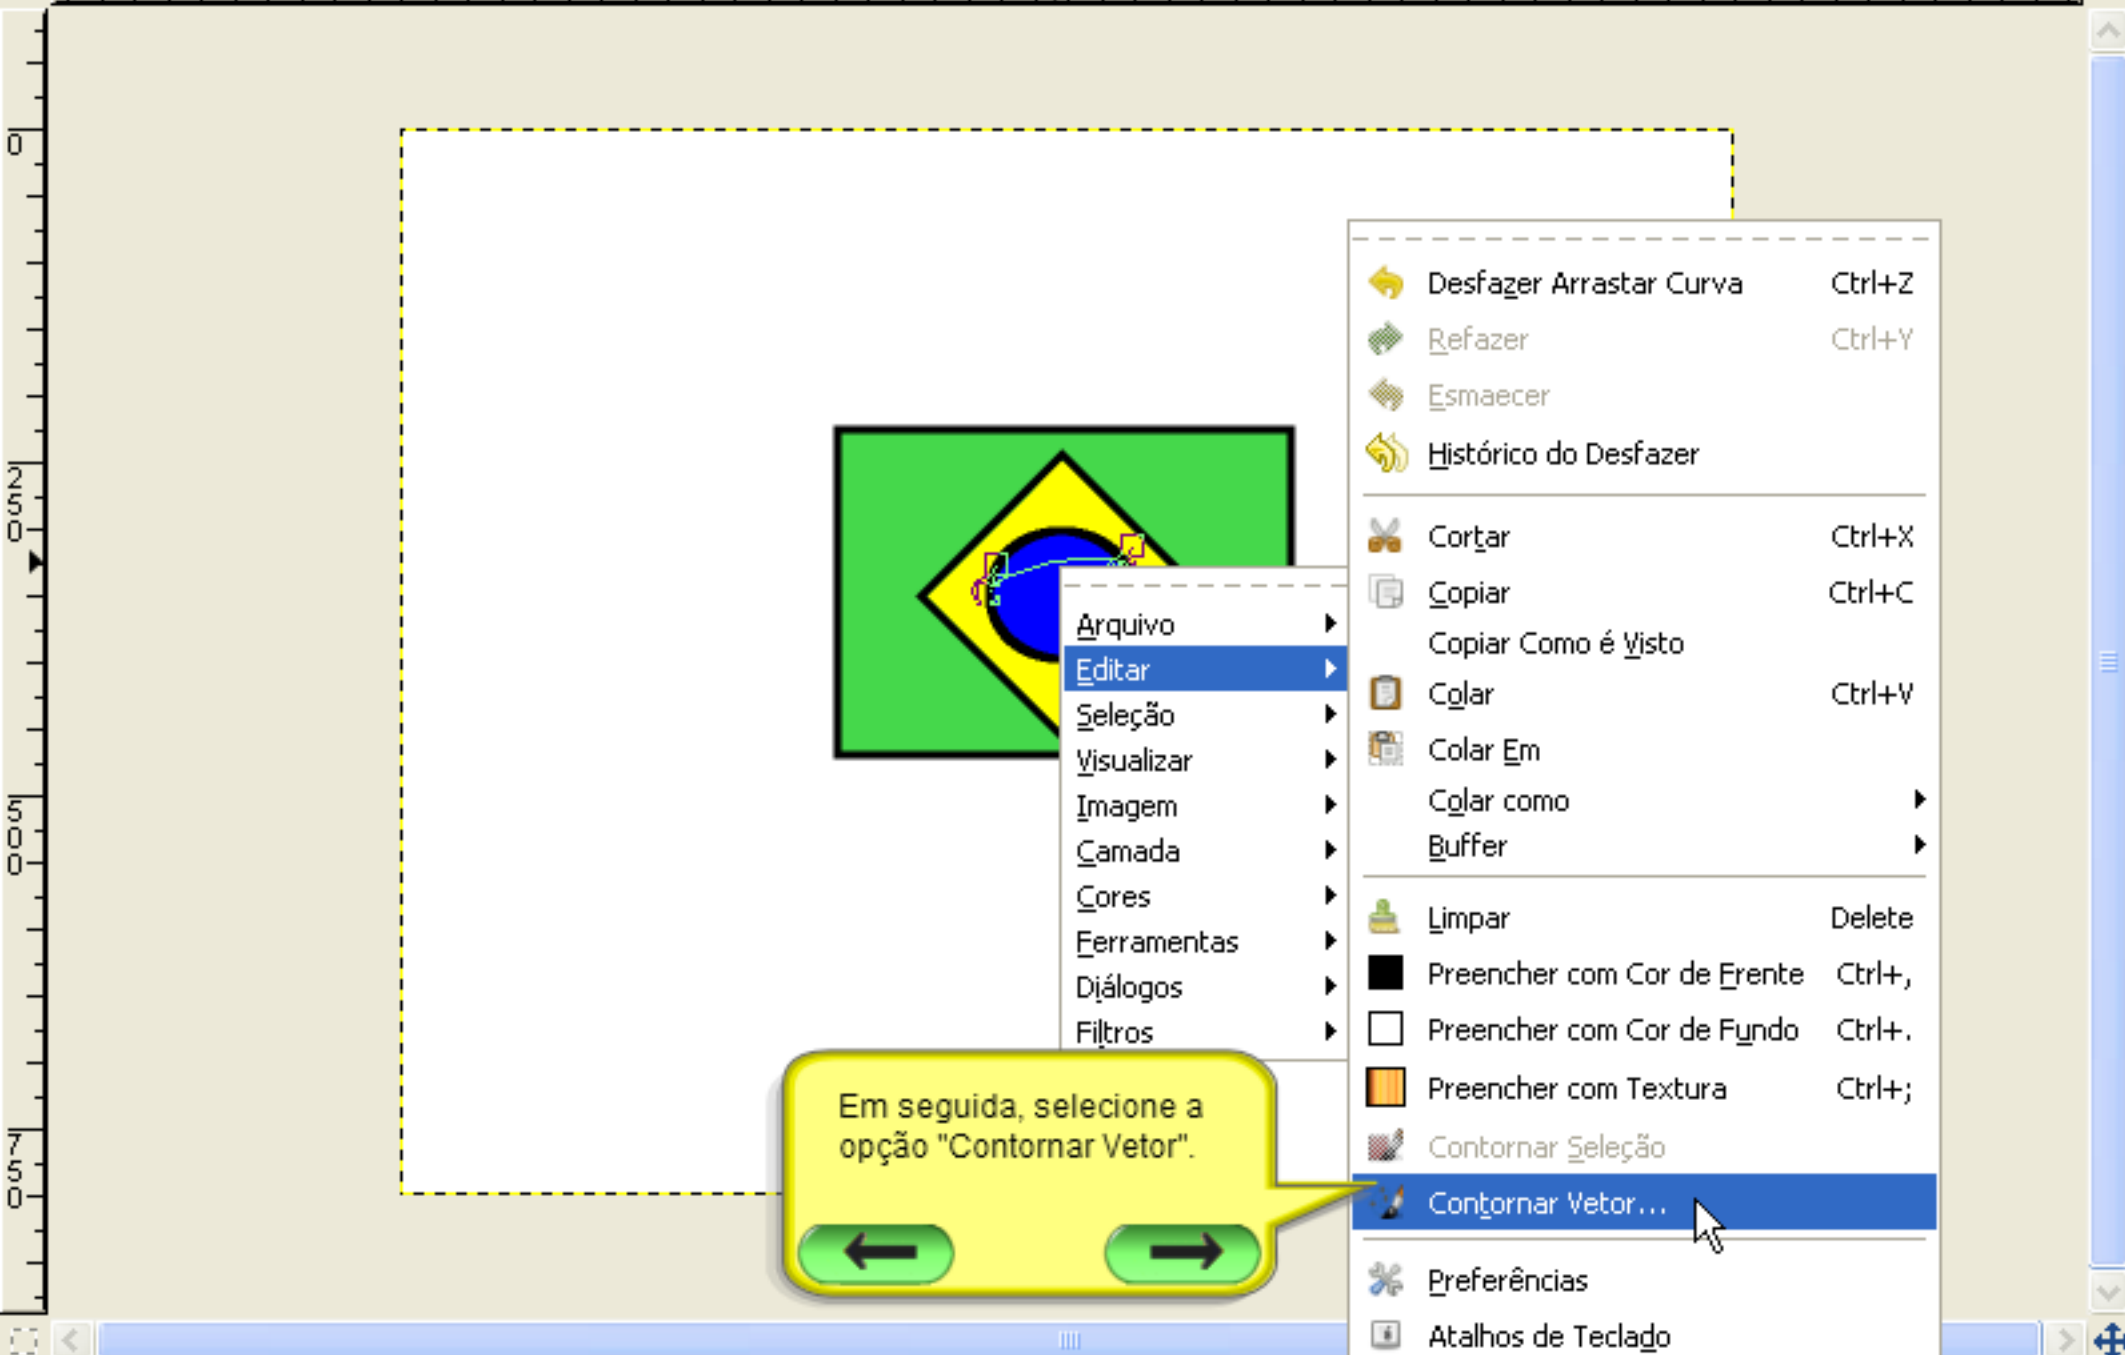 0
250
500
750
Desfazer Arrastar Curva Ctrl+Z
Refazer Ctrl+Y
Esmaecer
Histórico do Desfazer
Cortar Ctrl+X
Copiar Ctrl+C
Copiar Como é Visto
Colar Ctrl+V
Colar Em
Colar como
Buffer
Limpar Delete
Preencher com Cor de Frente Ctrl+,
Preencher com Cor de Fundo Ctrl+.
Preencher com Textura Ctrl+;
Contornar Seleção
Contornar Vetor...
Preferências
Atalhos de Teclado
Arquivo
Editar
Seleção
Visualizar
Imagem
Camada
Cores
Ferramentas
Diálogos
Filtros
Em seguida, selecione a
opção "Contornar Vetor".